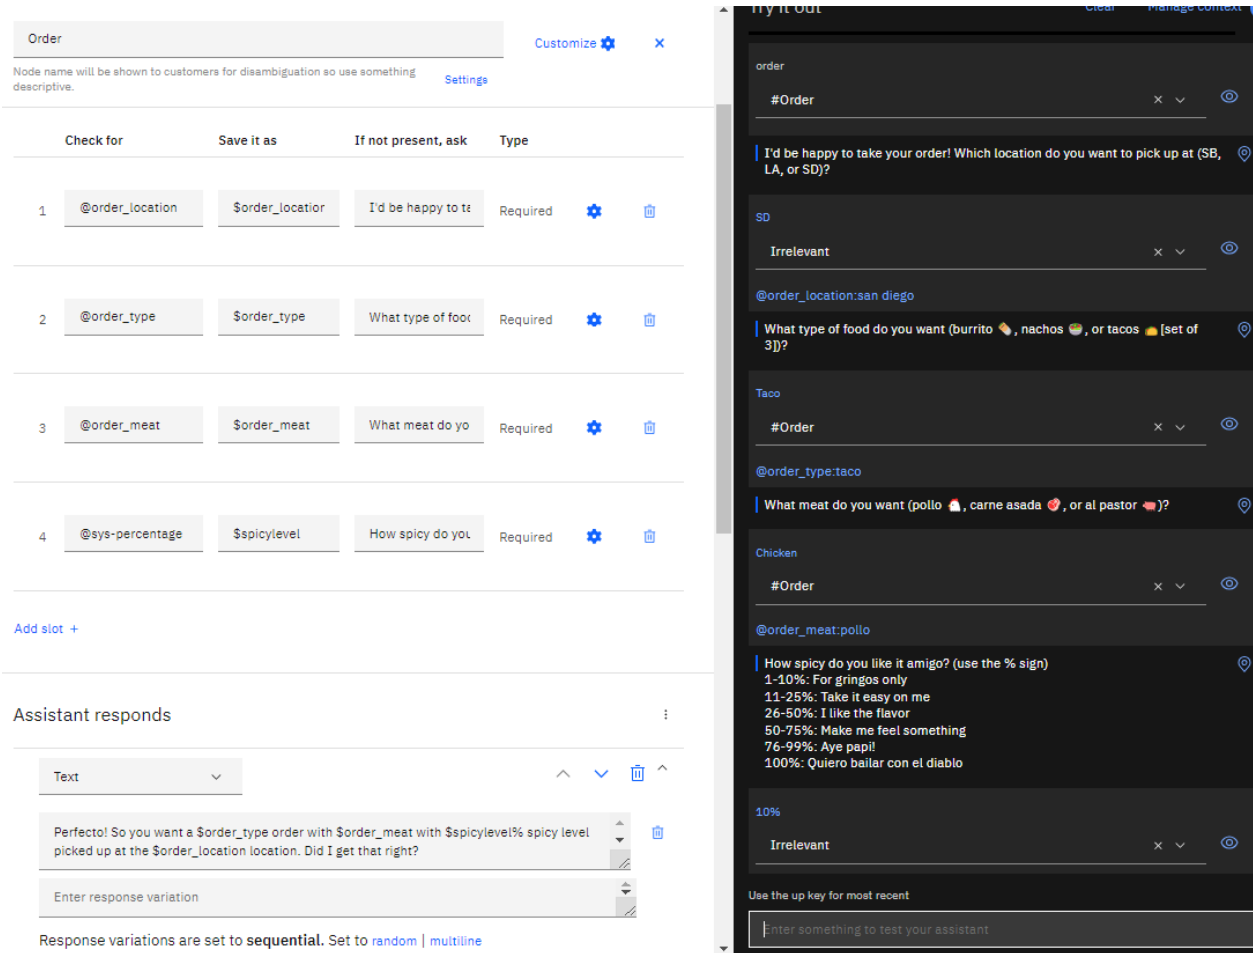 Order
Customize
Node name will be shown to customers for disambiguation so use something
descriptive.
Settings
Check for Save it as If not present, ask Type
1 @order_location $order_location I'd be happy to ta Required
2 @order_type $order_type What type of food Required
3 @order_meat $order_meat What meat do yo Required
4 @sys-percentage $spicylevel How spicy do you Required
Add slot +
Assistant responds
Text
Perfecto! So you want a $order_type order with $order_meat with $spicylevel% spicy level
picked up at the $order_location location. Did I get that right?
Enter response variation
Response variations are set to sequential. Set to random | multiline
Try it out Clear Manage context
order
#Order
I'd be happy to take your order! Which location do you want to pick up at (SB,
LA, or SD)?
SD
Irrelevant
@order_location:san diego
What type of food do you want (burrito 🌯, nachos 🥗, or tacos 🌮 [set of
3])?
Taco
#Order
@order_type:taco
What meat do you want (pollo 🐔, carne asada 🥩, or al pastor 🐖)?
Chicken
#Order
@order_meat:pollo
How spicy do you like it amigo? (use the % sign)
1-10%: For gringos only
11-25%: Take it easy on me
26-50%: I like the flavor
50-75%: Make me feel something
76-99%: Aye papi!
100%: Quiero bailar con el diablo
10%
Irrelevant
Use the up key for most recent
Enter something to test your assistant